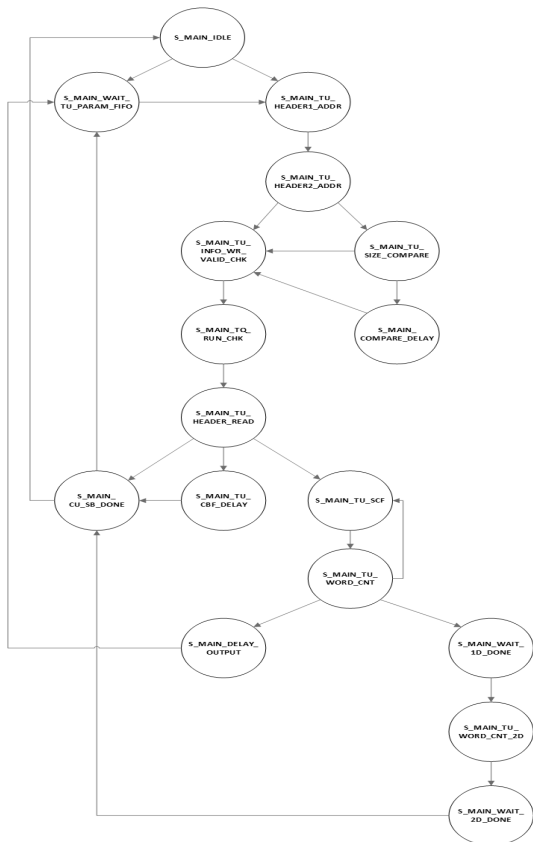 S_MAIN_IDLE
S_MAIN_WAIT_
TU_PARAM_FIFO
S_MAIN_TU_
HEADER1_ADDR
S_MAIN_TU_
HEADER2_ADDR
S_MAIN_TU_
INFO_WR_
VALID_CHK
S_MAIN_TU_
SIZE_COMPARE
S_MAIN_TQ_
RUN_CHK
S_MAIN_
COMPARE_DELAY
S_MAIN_TU_
HEADER_READ
S_MAIN_
CU_SB_DONE
S_MAIN_TU_
CBF_DELAY
S_MAIN_TU_SCF
S_MAIN_TU_
WORD_CNT
S_MAIN_DELAY_
OUTPUT
S_MAIN_WAIT_
1D_DONE
S_MAIN_TU_
WORD_CNT_2D
S_MAIN_WAIT_
2D_DONE